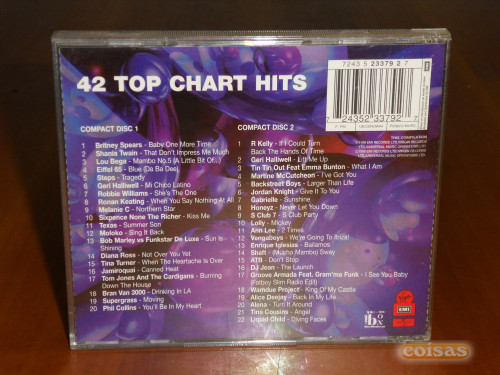 7243 5 23379 2 7
42 TOP CHART HITS
7 24352 33792 7
COMPACT DISC 1
1 Britney Spears - Baby One More Time
2 Shania Twain - That Don't Impress Me Much
3 Lou Bega - Mambo No.5 (A Little Bit Of...)
4 Eiffel 65 - Blue (Da Ba Dee)
5 Steps - Tragedy
6 Geri Halliwell - Mi Chico Latino
7 Robbie Williams - She's The One
8 Ronan Keating - When You Say Nothing At All
9 Melanie C - Northern Star
10 Sixpence None The Richer - Kiss Me
11 Texas - Summer Son
12 Moloko - Sing It Back
13 Bob Marley vs Funkstar De Luxe - Sun Is
Shining
14 Diana Ross - Not Over You Yet
15 Tina Turner - When The Heartache Is Over
16 Jamiroquai - Canned Heat
17 Tom Jones And The Cardigans - Burning
Down The House
18 Bran Van 3000 - Drinking In LA
19 Supergrass - Moving
20 Phil Collins - You'll Be In My Heart
COMPACT DISC 2
1 R Kelly - If I Could Turn
Back The Hands Of Time
2 Geri Halliwell - Lift Me Up
3 Tin Tin Out Feat Emma Bunton - What I Am
4 Martine McCutcheon - I've Got You
5 Backstreet Boys - Larger Than Life
6 Jordan Knight - Give It To You
7 Gabrielle - Sunshine
8 Honeyz - Never Let You Down
9 S Club 7 - S Club Party
10 Lolly - Mickey
11 Ann Lee - 2 Times
12 Vengaboys - We're Going To Ibiza!
13 Enrique Iglesias - Bailamos
14 Shaft - (Mucho Mambo) Sway
15 ATB - Don't Stop
16 DJ Jean - The Launch
17 Groove Armada Feat. Gram'ma Funk - I See You Baby
(Fatboy Slim Radio Edit)
18 Wamdue Project - King Of My Castle
19 Alice Deejay - Back In My Life
20 Alena - Turn It Around
21 Tina Cousins - Angel
22 Liquid Child - Diving Faces
THIS COMPILATION
EMI
coisas